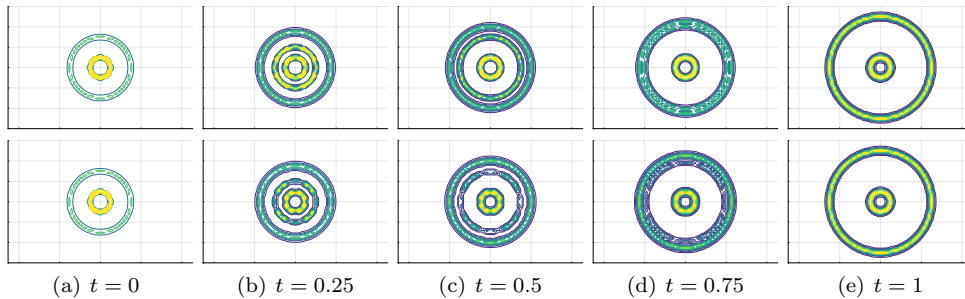 (a) t = 0
(b) t = 0.25
(c) t = 0.5
(d) t = 0.75
(e) t = 1